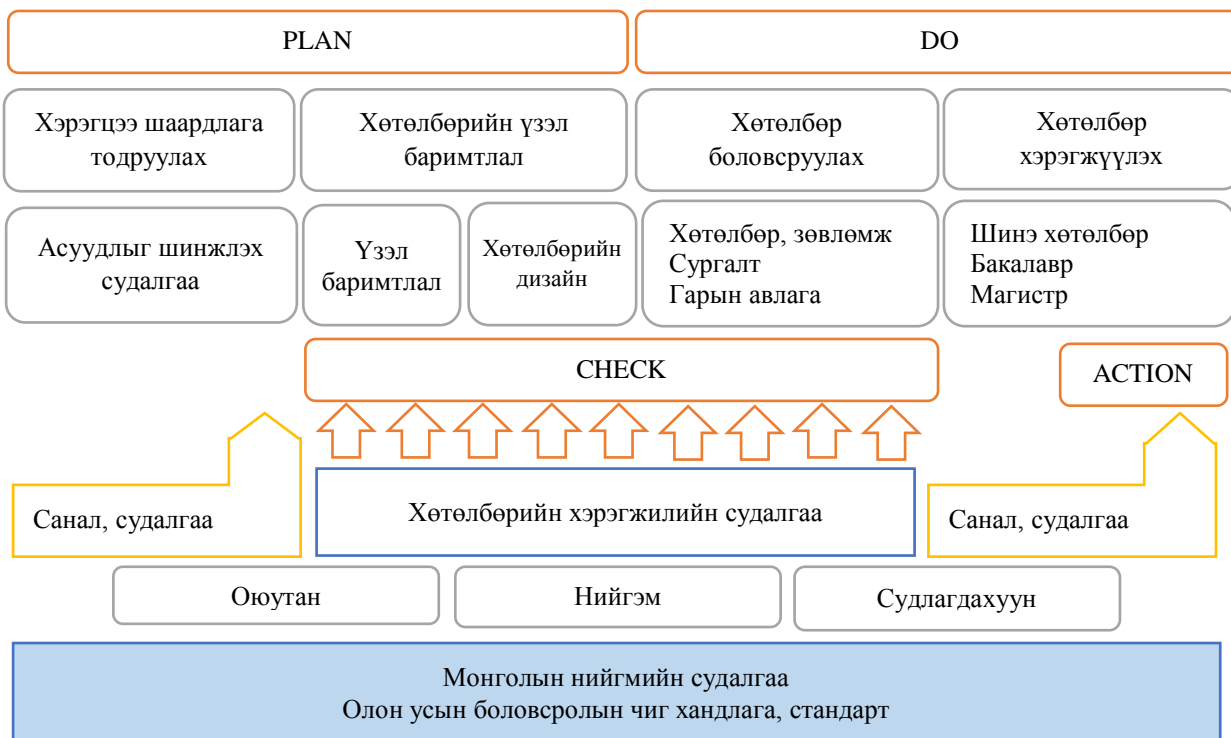 PLAN
DO
Хэрэгцээ шаардлага
тодруулах
Хөтөлбөрийн үзэл
баримтлал
Хөтөлбөр
боловсруулах
Хөтөлбөр
хэрэгжүүлэх
Асуудлыг шинжлэх
судалгаа
Үзэл
баримтлал
Хөтөлбөрийн
дизайн
Хөтөлбөр, зөвлөмж
Сургалт
Гарын авлага
Шинэ хөтөлбөр
Бакалавр
Магистр
CHECK
ACTION
Санал, судалгаа
Хөтөлбөрийн хэрэгжилийн судалгаа
Санал, судалгаа
Оюутан
Нийгэм
Судлагдахуун
Монголын нийгмийн судалгаа
Олон усын боловсролын чиг хандлага, стандарт